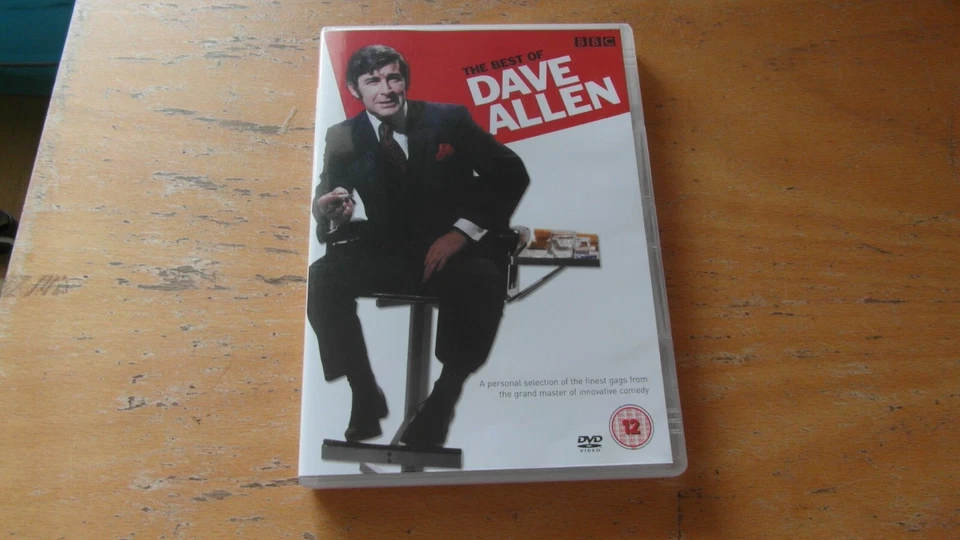 BBC
THE BEST OF
DAVE
ALLEN
A personal selection of the finest gags from
the grand master of innovative comedy
DVD
VIDEO
12